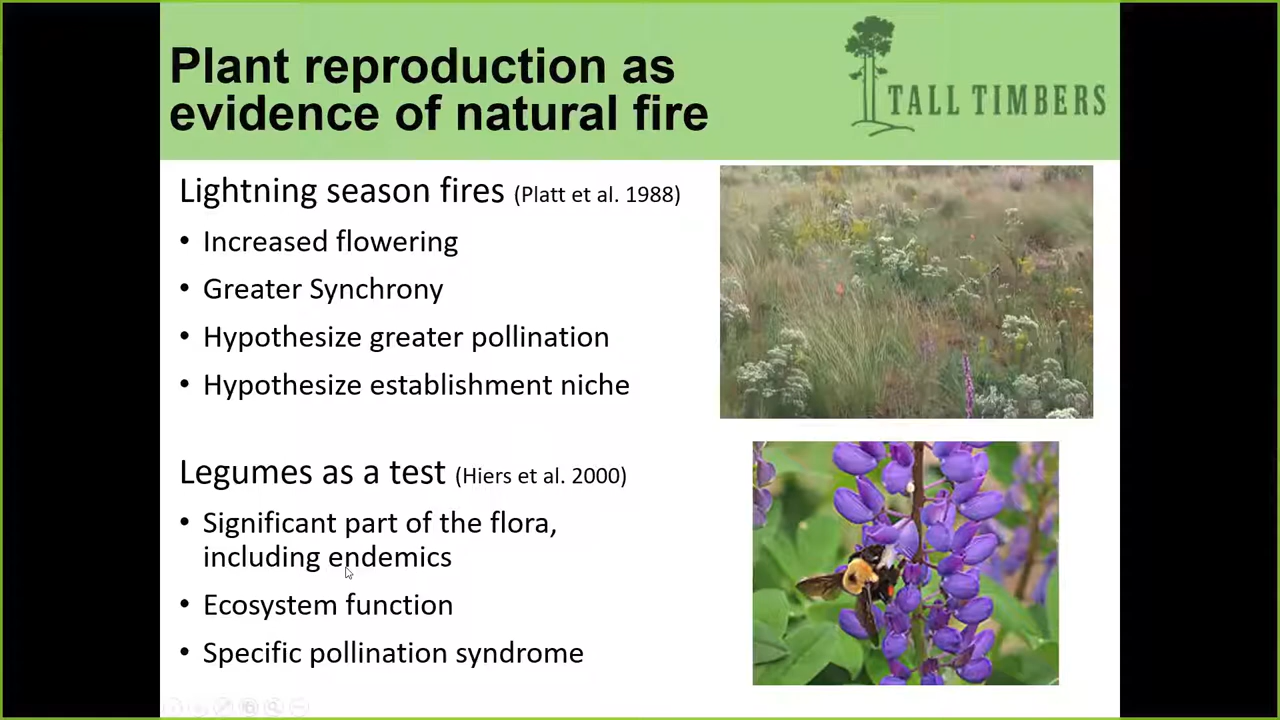 Plant reproduction as
evidence of natural fire
TALL TIMBERS
Lightning season fires (Platt et al. 1988)
• Increased flowering
• Greater Synchrony
• Hypothesize greater pollination
• Hypothesize establishment niche
Legumes as a test (Hiers et al. 2000)
• Significant part of the flora,
including endemics
• Ecosystem function
• Specific pollination syndrome